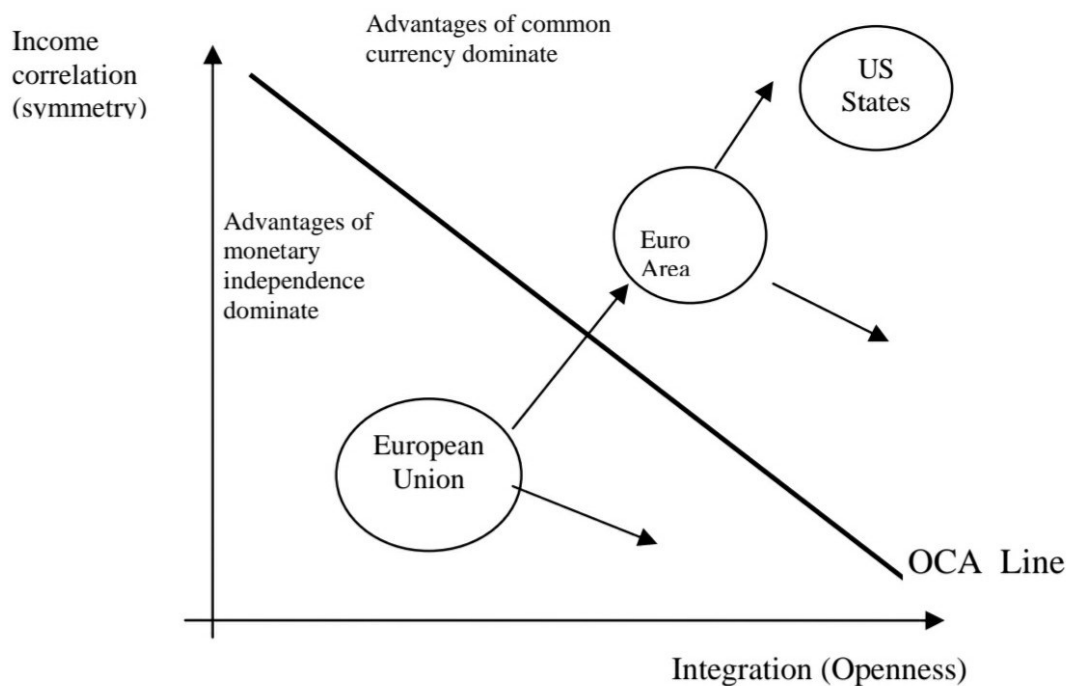 Income
correlation
(symmetry)
Advantages of common
currency dominate
US
States
Advantages of
monetary
independence
dominate
Euro
Area
European
Union
OCA Line
Integration (Openness)